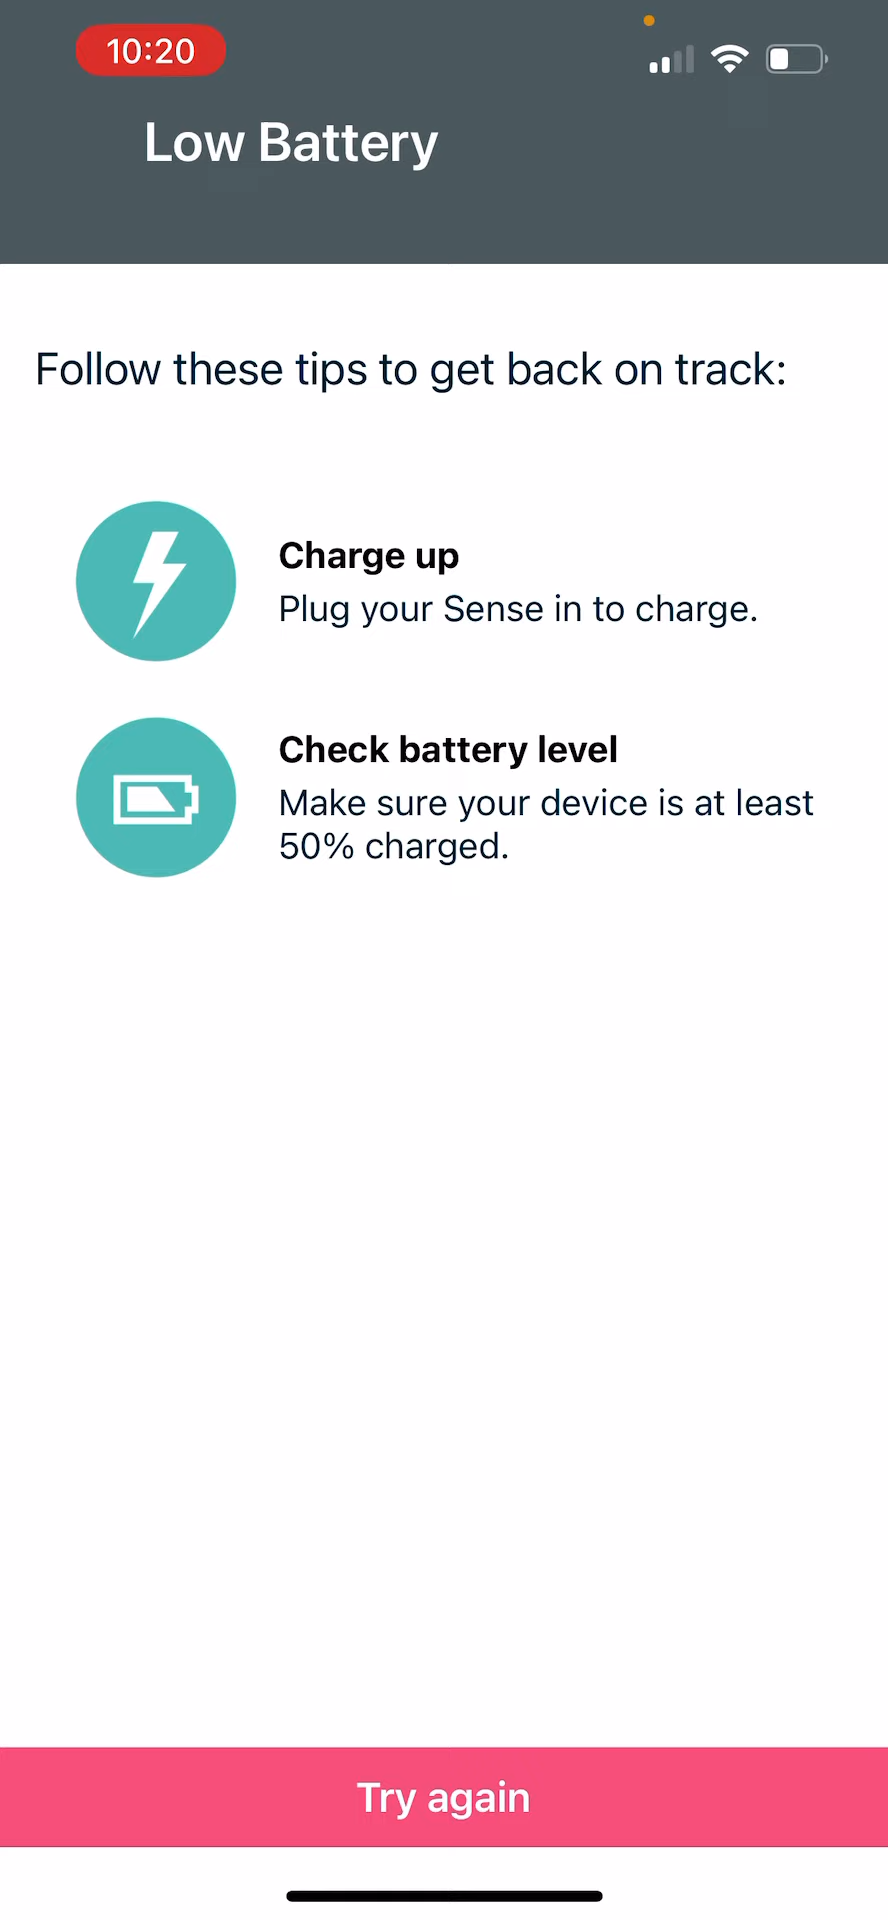 10:20
Low Battery
Follow these tips to get back on track:
Charge up
Plug your Sense in to charge.
Check battery level
Make sure your device is at least
50% charged.
Try again